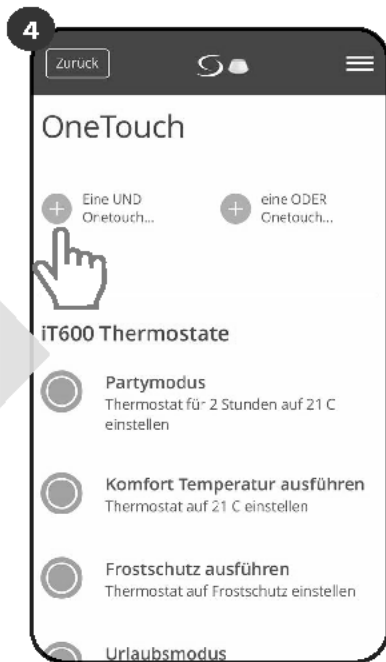 4
Zurück
OneTouch
Eine UND
Onetouch...
eine ODER
Onetouch...
iT600 Thermostate
Partymodus
Thermostat für 2 Stunden auf 21 C
einstellen
Komfort Temperatur ausführen
Thermostat auf 21 C einstellen
Frostschutz ausführen
Thermostat auf Frostschutz einstellen
Urlaubsmodus